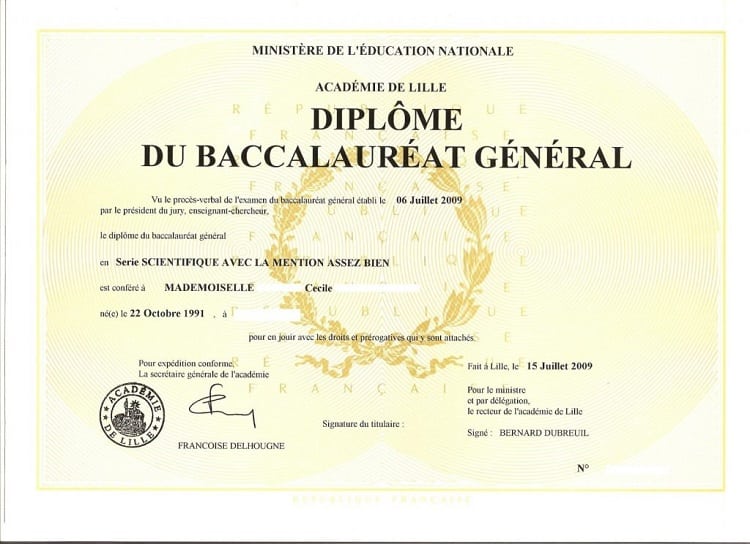 MINISTÈRE DE L'ÉDUCATION NATIONALE
ACADÉMIE DE LILLE
DIPLÔME
DU BACCALAURÉAT GÉNÉRAL
RÉPUBLIQUE
FRANÇAISE
Vu le procès-verbal de l'examen du baccalauréat général établi le 06 Juillet 2009
par le président du jury, enseignant-chercheur,
le diplôme du baccalauréat général
en Serie SCIENTIFIQUE AVEC LA MENTION ASSEZ BIEN
est conféré à MADEMOISELLE Cecile
né(e) le 22 Octobre 1991 , à
pour en jouir avec les droits et prérogatives qui y sont attachés.
Pour expédition conforme,
La secrétaire générale de l'académie
ACADÉMIE DE LILLE
FRANCOISE DELHOUGNE
Signature du titulaire :
Fait à Lille, le 15 Juillet 2009
Pour le ministre
et par délégation,
le recteur de l'académie de Lille
Signé : BERNARD DUBREUIL
N°
RÉPUBLIQUE FRANÇAISE